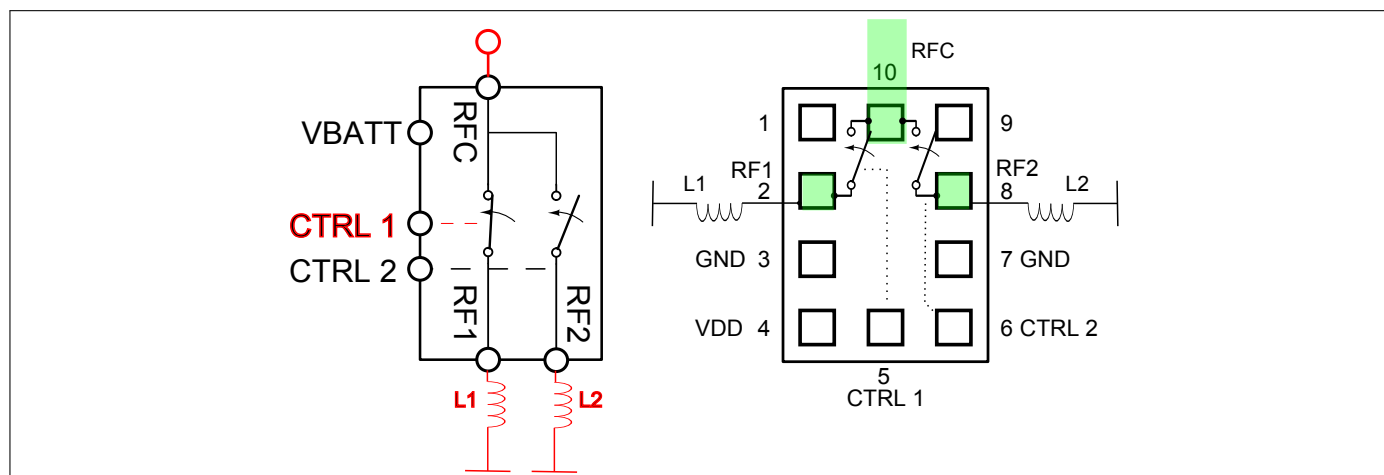 VBATT
RFC
CTRL 1
CTRL 2
RF1
RF2
L1
L2
RFC
10
1
9
RF1
RF2
L1
2
8
L2
GND 3
7 GND
VDD 4
6 CTRL 2
5
CTRL 1